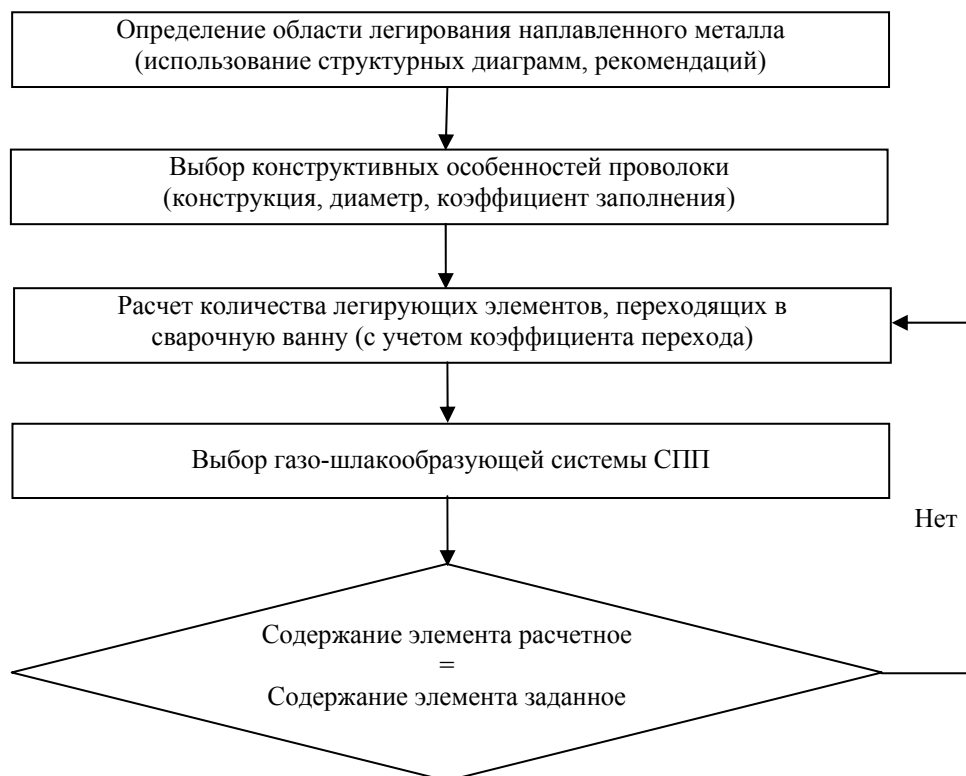 Определение области легирования наплавленного металла
(использование структурных диаграмм, рекомендаций)
Выбор конструктивных особенностей проволоки
(конструкция, диаметр, коэффициент заполнения)
Расчет количества легирующих элементов, переходящих в
сварочную ванну (с учетом коэффициента перехода)
Выбор газо-шлакообразующей системы СПП
Нет
Содержание элемента расчетное
=
Содержание элемента заданное